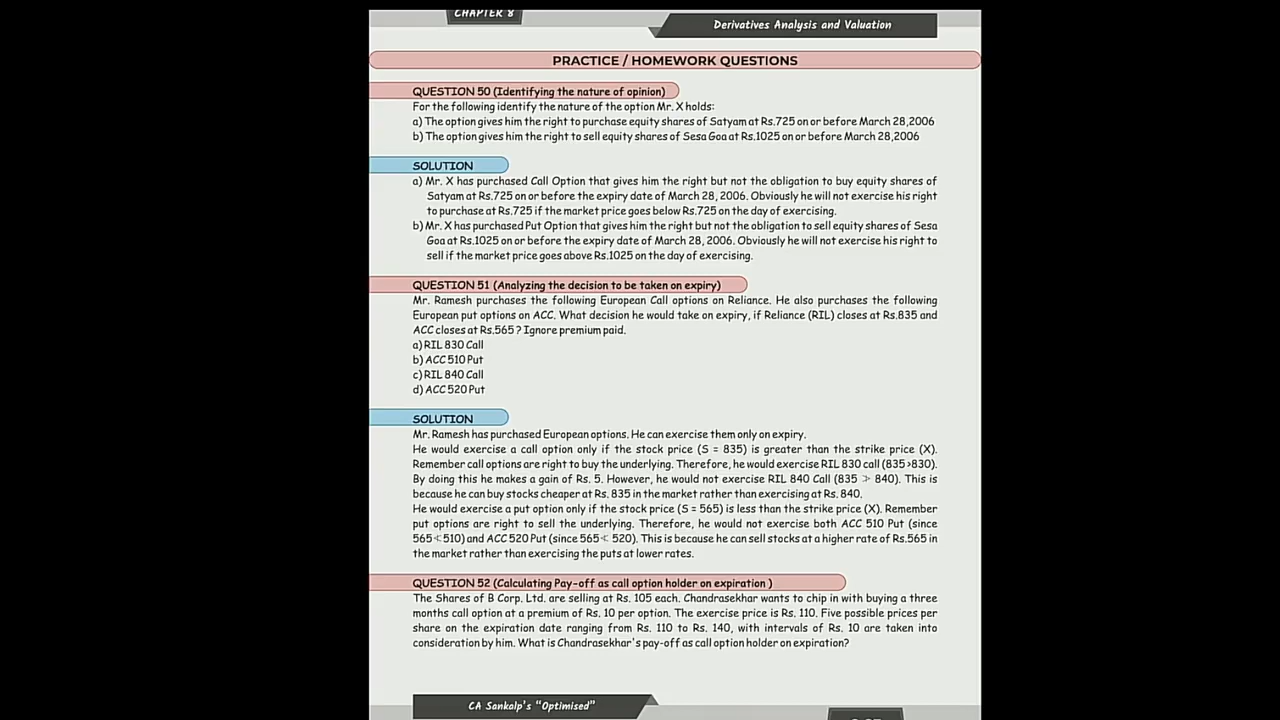 CHAPTER 8
Derivatives Analysis and Valuation
PRACTICE / HOMEWORK QUESTIONS
QUESTION 50 (Identifying the nature of opinion)
For the following identify the nature of the option Mr. X holds:
a) The option gives him the right to purchase equity shares of Satyam at Rs.725 on or before March 28,2006
b) The option gives him the right to sell equity shares of Sesa Goa at Rs.1025 on or before March 28,2006
SOLUTION
a) Mr. X has purchased Call Option that gives him the right but not the obligation to buy equity shares of
Satyam at Rs.725 on or before the expiry date of March 28, 2006. Obviously he will not exercise his right
to purchase at Rs.725 if the market price goes below Rs.725 on the day of exercising.
b) Mr. X has purchased Put Option that gives him the right but not the obligation to sell equity shares of Sesa
Goa at Rs.1025 on or before the expiry date of March 28, 2006. Obviously he will not exercise his right to
sell if the market price goes above Rs.1025 on the day of exercising.
QUESTION 51 (Analyzing the decision to be taken on expiry)
Mr. Ramesh purchases the following European Call options on Reliance. He also purchases the following
European put options on ACC. What decision he would take on expiry, if Reliance (RIL) closes at Rs.835 and
ACC closes at Rs.565? Ignore premium paid.
a) RIL 830 Call
b) ACC 510 Put
c) RIL 840 Call
d) ACC 520 Put
SOLUTION
Mr. Ramesh has purchased European options. He can exercise them only on expiry.
He would exercise a call option only if the stock price (S = 835) is greater than the strike price (X).
Remember call options are right to buy the underlying. Therefore, he would exercise RIL 830 call (835>830).
By doing this he makes a gain of Rs. 5. However, he would not exercise RIL 840 Call (835 ≯ 840). This is
because he can buy stocks cheaper at Rs. 835 in the market rather than exercising at Rs. 840.
He would exercise a put option only if the stock price (S = 565) is less than the strike price (X). Remember
put options are right to sell the underlying. Therefore, he would not exercise both ACC 510 Put (since
565≮510) and ACC 520 Put (since 565≮ 520). This is because he can sell stocks at a higher rate of Rs.565 in
the market rather than exercising the puts at lower rates.
QUESTION 52 (Calculating Pay-off as call option holder on expiration )
The Shares of B Corp. Ltd. are selling at Rs. 105 each. Chandrasekhar wants to chip in with buying a three
months call option at a premium of Rs. 10 per option. The exercise price is Rs. 110. Five possible prices per
share on the expiration date ranging from Rs. 110 to Rs. 140, with intervals of Rs. 10 are taken into
consideration by him. What is Chandrasekhar's pay-off as call option holder on expiration?
CA Sankalp's "Optimised"